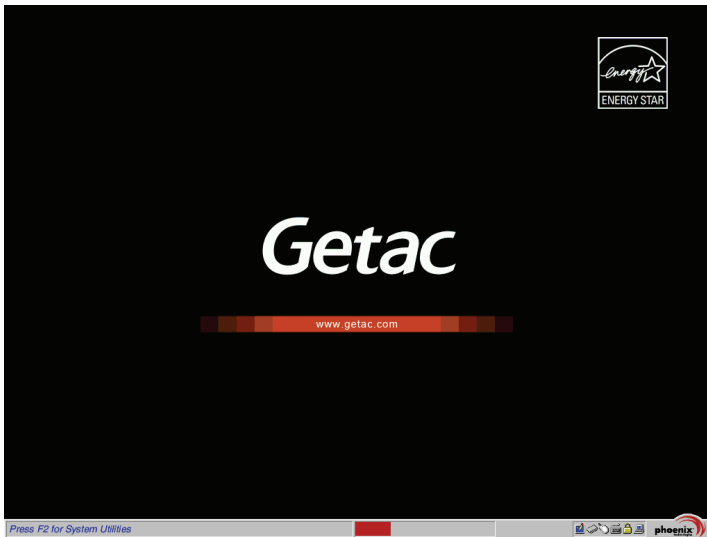 energy
ENERGY STAR
Getac
www.getac.com
Press F2 for System Utilities
phoenix